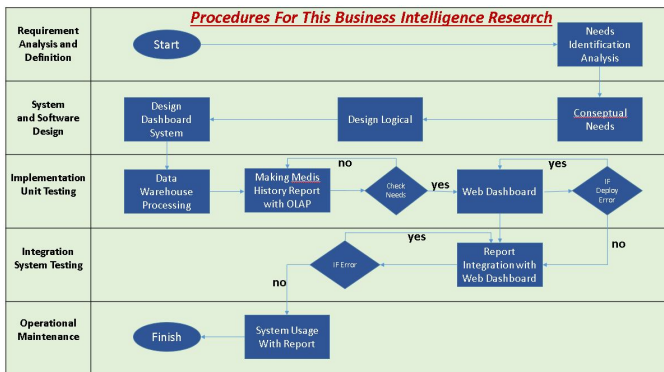 Procedures For This Business Intelligence Research
Requirement
Analysis and
Definition
Start
Needs
Identification
Analysis
System
and Software
Design
Design
Dashboard
System
Design Logical
Conseptual
Needs
Implementation
Unit Testing
Data
Warehouse
Processing
Making Medis
History Report
with OLAP
no
Check
Needs
yes
Web Dashboard
yes
IF
Deploy
Error
no
Integration
System Testing
IF Error
yes
no
Report
Integration with
Web Dashboard
Operational
Maintenance
Finish
System Usage
With Report